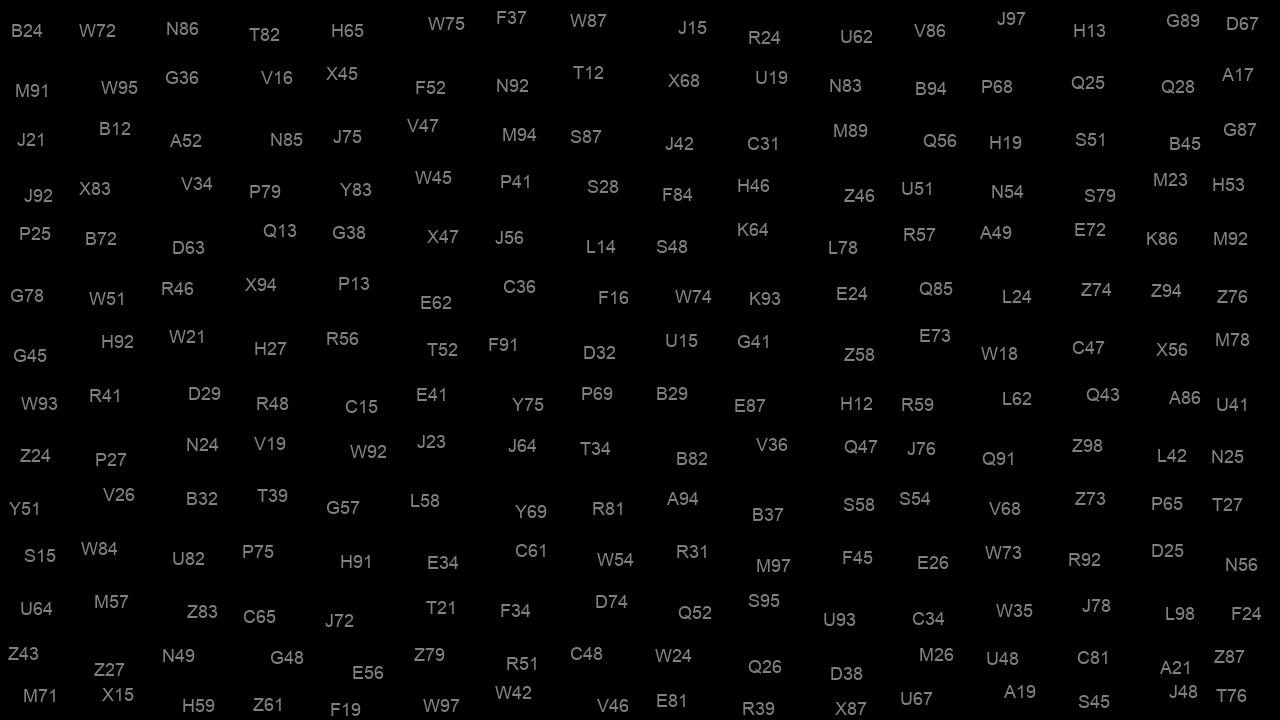 B24 W72 N86 T82 H65 W75 F37 W87 J15 R24 U62 V86 J97 H13 G89 D67
M91 W95 G36 V16 X45 F52 N92 T12 X68 U19 N83 B94 P68 Q25 Q28 A17
J21 B12 A52 N85 J75 V47 M94 S87 J42 C31 M89 Q56 H19 S51 B45 G87
J92 X83 V34 P79 Y83 W45 P41 S28 F84 H46 Z46 U51 N54 S79 M23 H53
P25 B72 D63 Q13 G38 X47 J56 L14 S48 K64 L78 R57 A49 E72 K86 M92
G78 W51 R46 X94 P13 E62 C36 F16 W74 K93 E24 Q85 L24 Z74 Z94 Z76
G45 H92 W21 H27 R56 T52 F91 D32 U15 G41 Z58 E73 W18 C47 X56 M78
W93 R41 D29 R48 C15 E41 Y75 P69 B29 E87 H12 R59 L62 Q43 A86 U41
Z24 P27 N24 V19 W92 J23 J64 T34 B82 V36 Q47 J76 Q91 Z98 L42 N25
Y51 V26 B32 T39 G57 L58 Y69 R81 A94 B37 S58 S54 V68 Z73 P65 T27
S15 W84 U82 P75 H91 E34 C61 W54 R31 M97 F45 E26 W73 R92 D25 N56
U64 M57 Z83 C65 J72 T21 F34 D74 Q52 S95 U93 C34 W35 J78 L98 F24
Z43 Z27 N49 G48 E56 Z79 R51 C48 W24 Q26 D38 M26 U48 C81 A21 Z87
M71 X15 H59 Z61 F19 W97 W42 V46 E81 R39 X87 U67 A19 S45 J48 T76